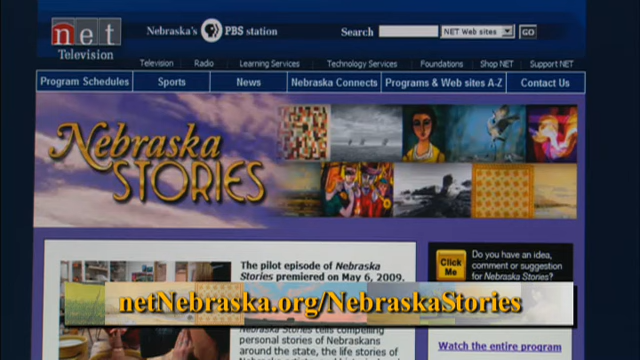 net
Television
Nebraska's PBS station
Search NET Web sites GO
Television Radio Learning Services Technology Services Foundations Shop NET Support NET
Program Schedules Sports News Nebraska Connects Programs & Web sites A-Z Contact Us
Nebraska
STORIES
The pilot episode of Nebraska
Stories premiered on May 6, 2009.
Nebraska Stories tells compelling
personal stories of Nebraskans
around the state, the life stories of
Click
Me
Do you have an idea,
comment or suggestion
for Nebraska Stories?
netNebraska.org/NebraskaStories
Watch the entire program